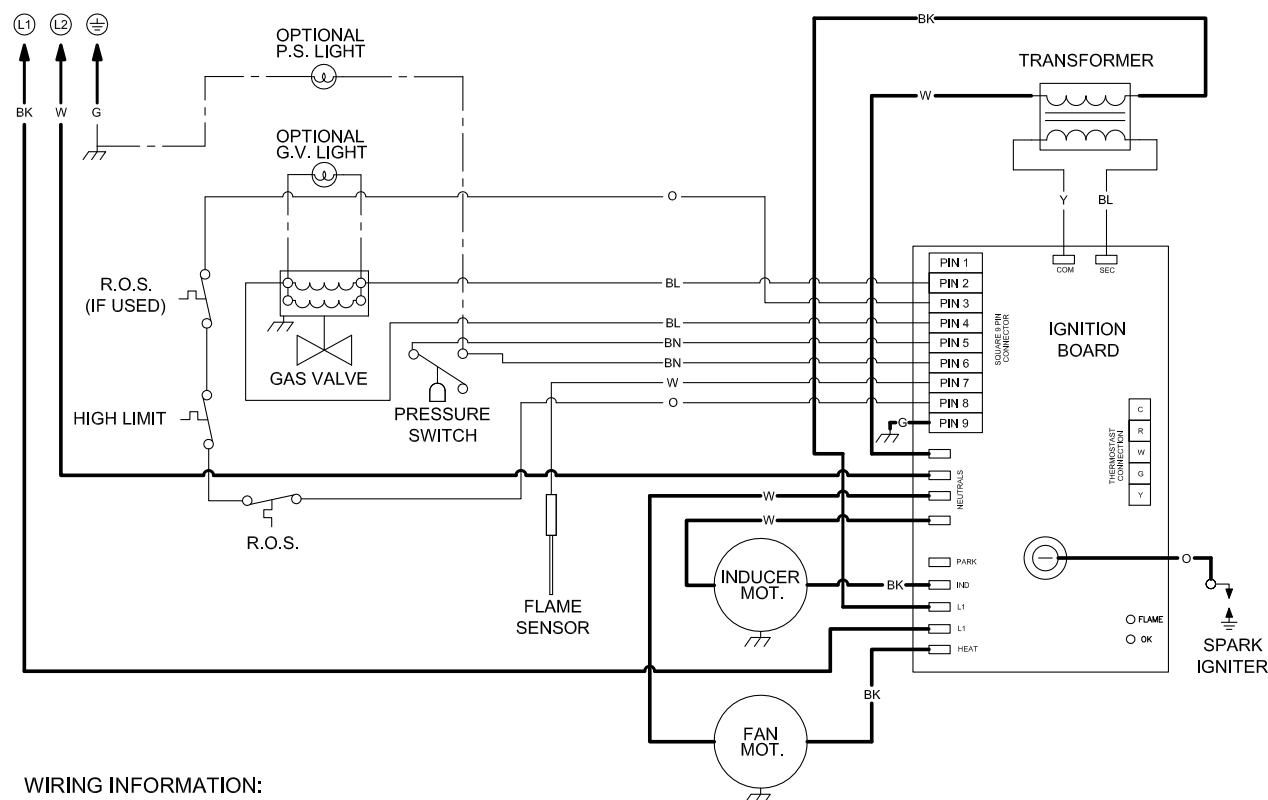 L1 L2
BK W G
OPTIONAL
P.S. LIGHT
OPTIONAL
G.V. LIGHT
BK
TRANSFORMER
W
Y BL
COM SEC
O
R.O.S.
(IF USED)
BL
BL
BN
BN
W
O
G
GAS VALVE
PRESSURE
SWITCH
HIGH LIMIT
R.O.S.
FLAME
SENSOR
PIN 1
PIN 2
PIN 3
PIN 4
PIN 5
PIN 6
PIN 7
PIN 8
PIN 9
SQUARE 9 PIN
CONNECTOR
IGNITION
BOARD
THERMOSTAST
CONNECTION
C
R
W
G
Y
NEUTRALS
W
W
INDUCER
MOT.
BK
PARK
IND
L1
L1
HEAT
O
FLAME
OK
SPARK
IGNITER
BK
FAN
MOT.
WIRING INFORMATION: